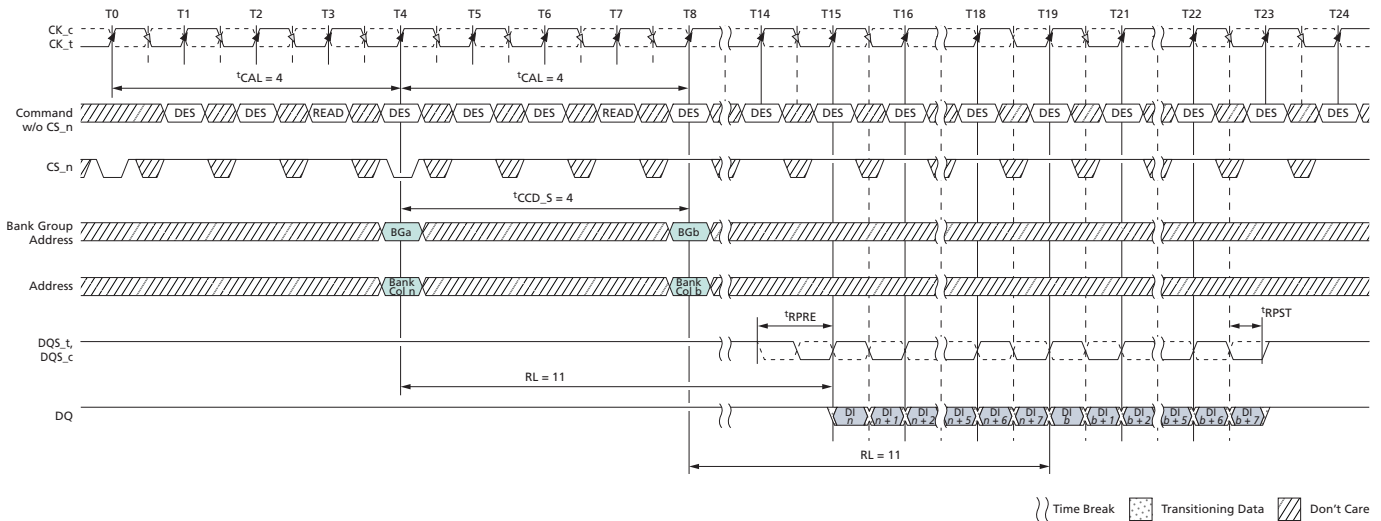 T0 T1 T2 T3 T4 T5 T6 T7 T8 T14 T15 T16 T18 T19 T21 T22 T23 T24
CK_c
CK_t
tCAL = 4 tCAL = 4
Command w/o CS_n
DES DES READ DES DES DES READ DES DES DES DES DES DES DES DES DES DES
CS_n
tCCD_S = 4
Bank Group Address
BGa BGb
Address
Bank Col n Bank Col b
tRPRE tRPST
DQS_t, DQS_c
RL = 11
DQ
DI n DI n + 1 DI n + 2 DI n + 5 DI n + 6 DI n + 7 DI b DI b + 1 DI b + 2 DI b + 5 DI b + 6 DI b + 7
RL = 11
Time Break Transitioning Data Don't Care